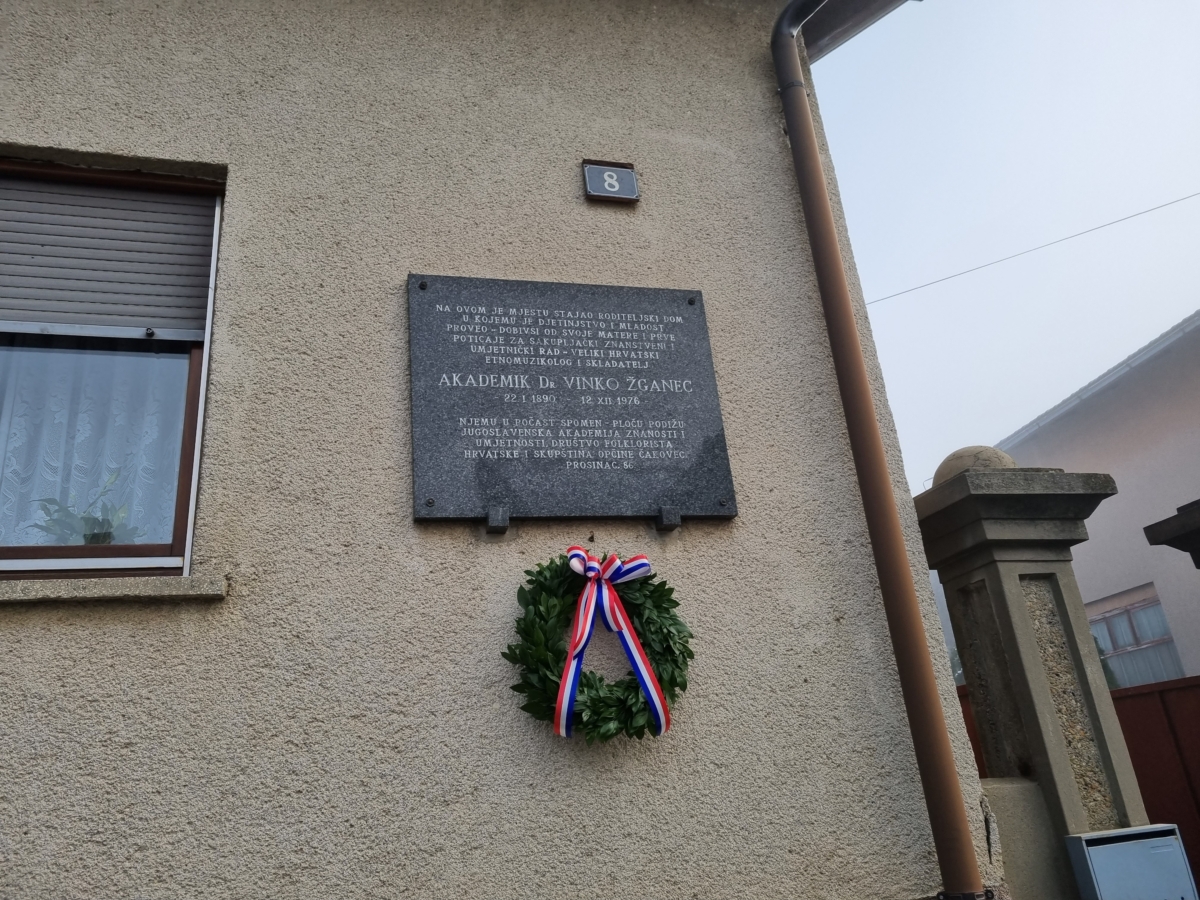 8
NA OVOM JE MJESTU STAJAO RODITELJSKI DOM
U KOJEMU JE DJETINJSTVO I MLADOST
PROVEO - DOBIVŠI OD SVOJE MATERE I PRVE
POTICAJE ZA SAKUPLJAČKI ZNANSTVENI I
UMJETNIČKI RAD - VELIKI HRVATSKI
ETNOMUZIKOLOG I SKLADATELJ
AKADEMIK DR VINKO ŽGANEC
22 I 1890 - 12 XII 1976
NJEMU U POČAST SPOMEN - PLOČU PODIŽU
JUGOSLAVENSKA AKADEMIJA ZNANOSTI I
UMJETNOSTI, DRUŠTVO FOLKLORISTA
HRVATSKE I SKUPŠTINA OPĆINE ČAKOVEC.
PROSINAC, 86.